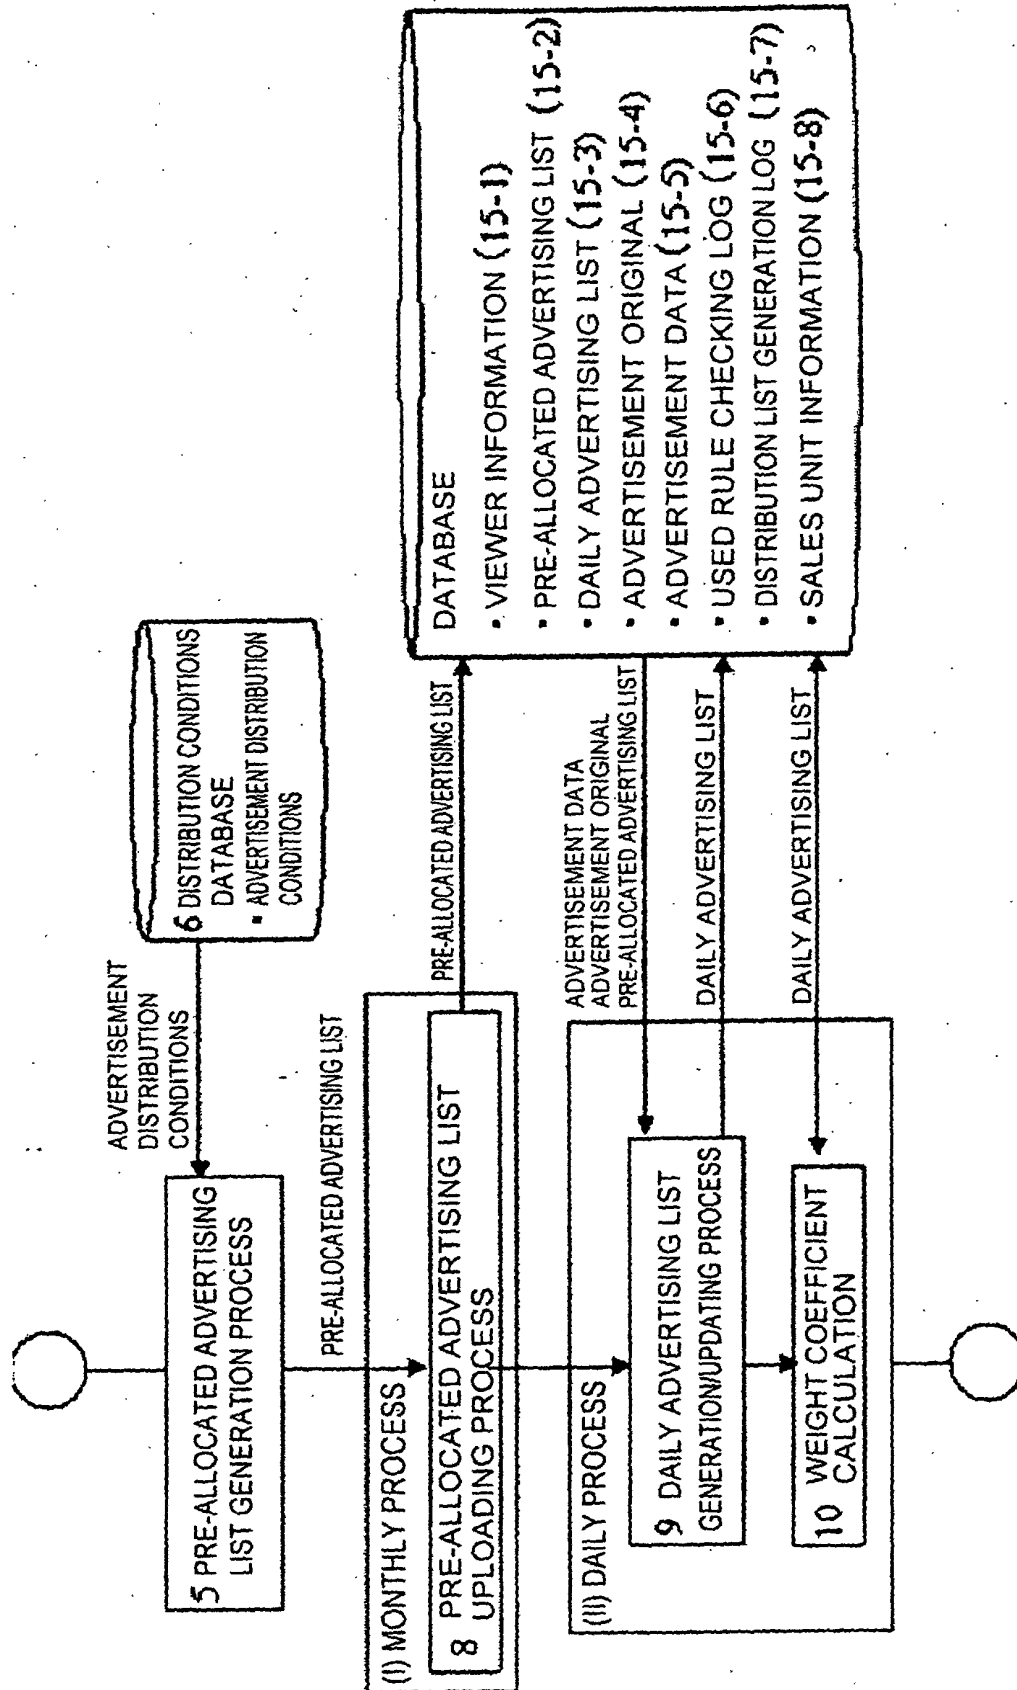 5 PRE-ALLOCATED ADVERTISING
LIST GENERATION PROCESS
ADVERTISEMENT
DISTRIBUTION
CONDITIONS
6 DISTRIBUTION CONDITIONS
DATABASE
• ADVERTISEMENT DISTRIBUTION
CONDITIONS
PRE-ALLOCATED ADVERTISING LIST
(I) MONTHLY PROCESS
8 PRE-ALLOCATED ADVERTISING LIST
UPLOADING PROCESS
PRE-ALLOCATED ADVERTISING LIST
(II) DAILY PROCESS
9 DAILY ADVERTISING LIST
GENERATION/UPDATING PROCESS
10 WEIGHT COEFFICIENT
CALCULATION
ADVERTISEMENT DATA
ADVERTISEMENT ORIGINAL
PRE-ALLOCATED ADVERTISING LIST
DAILY ADVERTISING LIST
DAILY ADVERTISING LIST
DATABASE
• VIEWER INFORMATION (15-1)
• PRE-ALLOCATED ADVERTISING LIST (15-2)
• DAILY ADVERTISING LIST (15-3)
• ADVERTISEMENT ORIGINAL (15-4)
• ADVERTISEMENT DATA (15-5)
• USED RULE CHECKING LOG (15-6)
• DISTRIBUTION LIST GENERATION LOG (15-7)
• SALES UNIT INFORMATION (15-8)